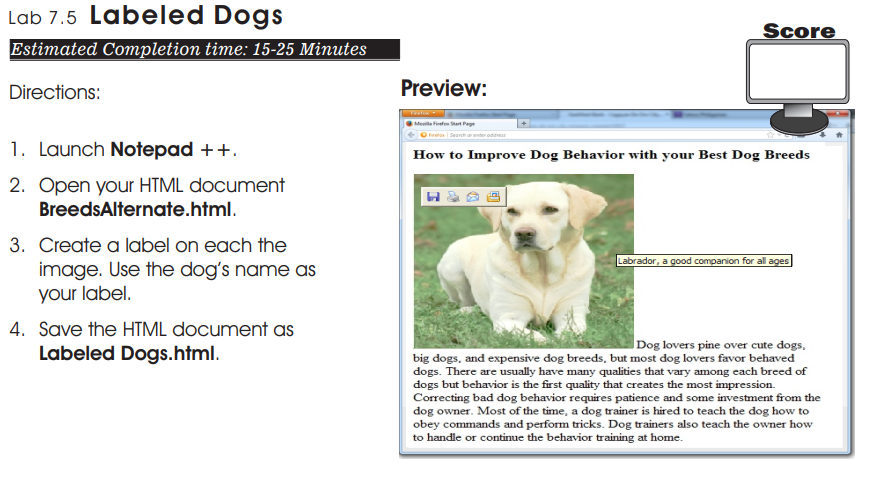 Lab 7.5 Labeled Dogs
Estimated Completion time: 15-25 Minutes
Score
Directions:
1. Launch Notepad ++.
2. Open your HTML document
BreedsAlternate.html.
3. Create a label on each the
image. Use the dog's name as
your label.
4. Save the HTML document as
Labeled Dogs.html.
Preview:
Firefox
Mozilla Firefox Start Page
Firefox | Search or enter address
How to Improve Dog Behavior with your Best Dog Breeds
Labrador, a good companion for all ages
Dog lovers pine over cute dogs,
big dogs, and expensive dog breeds, but most dog lovers favor behaved
dogs. There are usually have many qualities that vary among each breed of
dogs but behavior is the first quality that creates the most impression.
Correcting bad dog behavior requires patience and some investment from the
dog owner. Most of the time, a dog trainer is hired to teach the dog how to
obey commands and perform tricks. Dog trainers also teach the owner how
to handle or continue the behavior training at home.